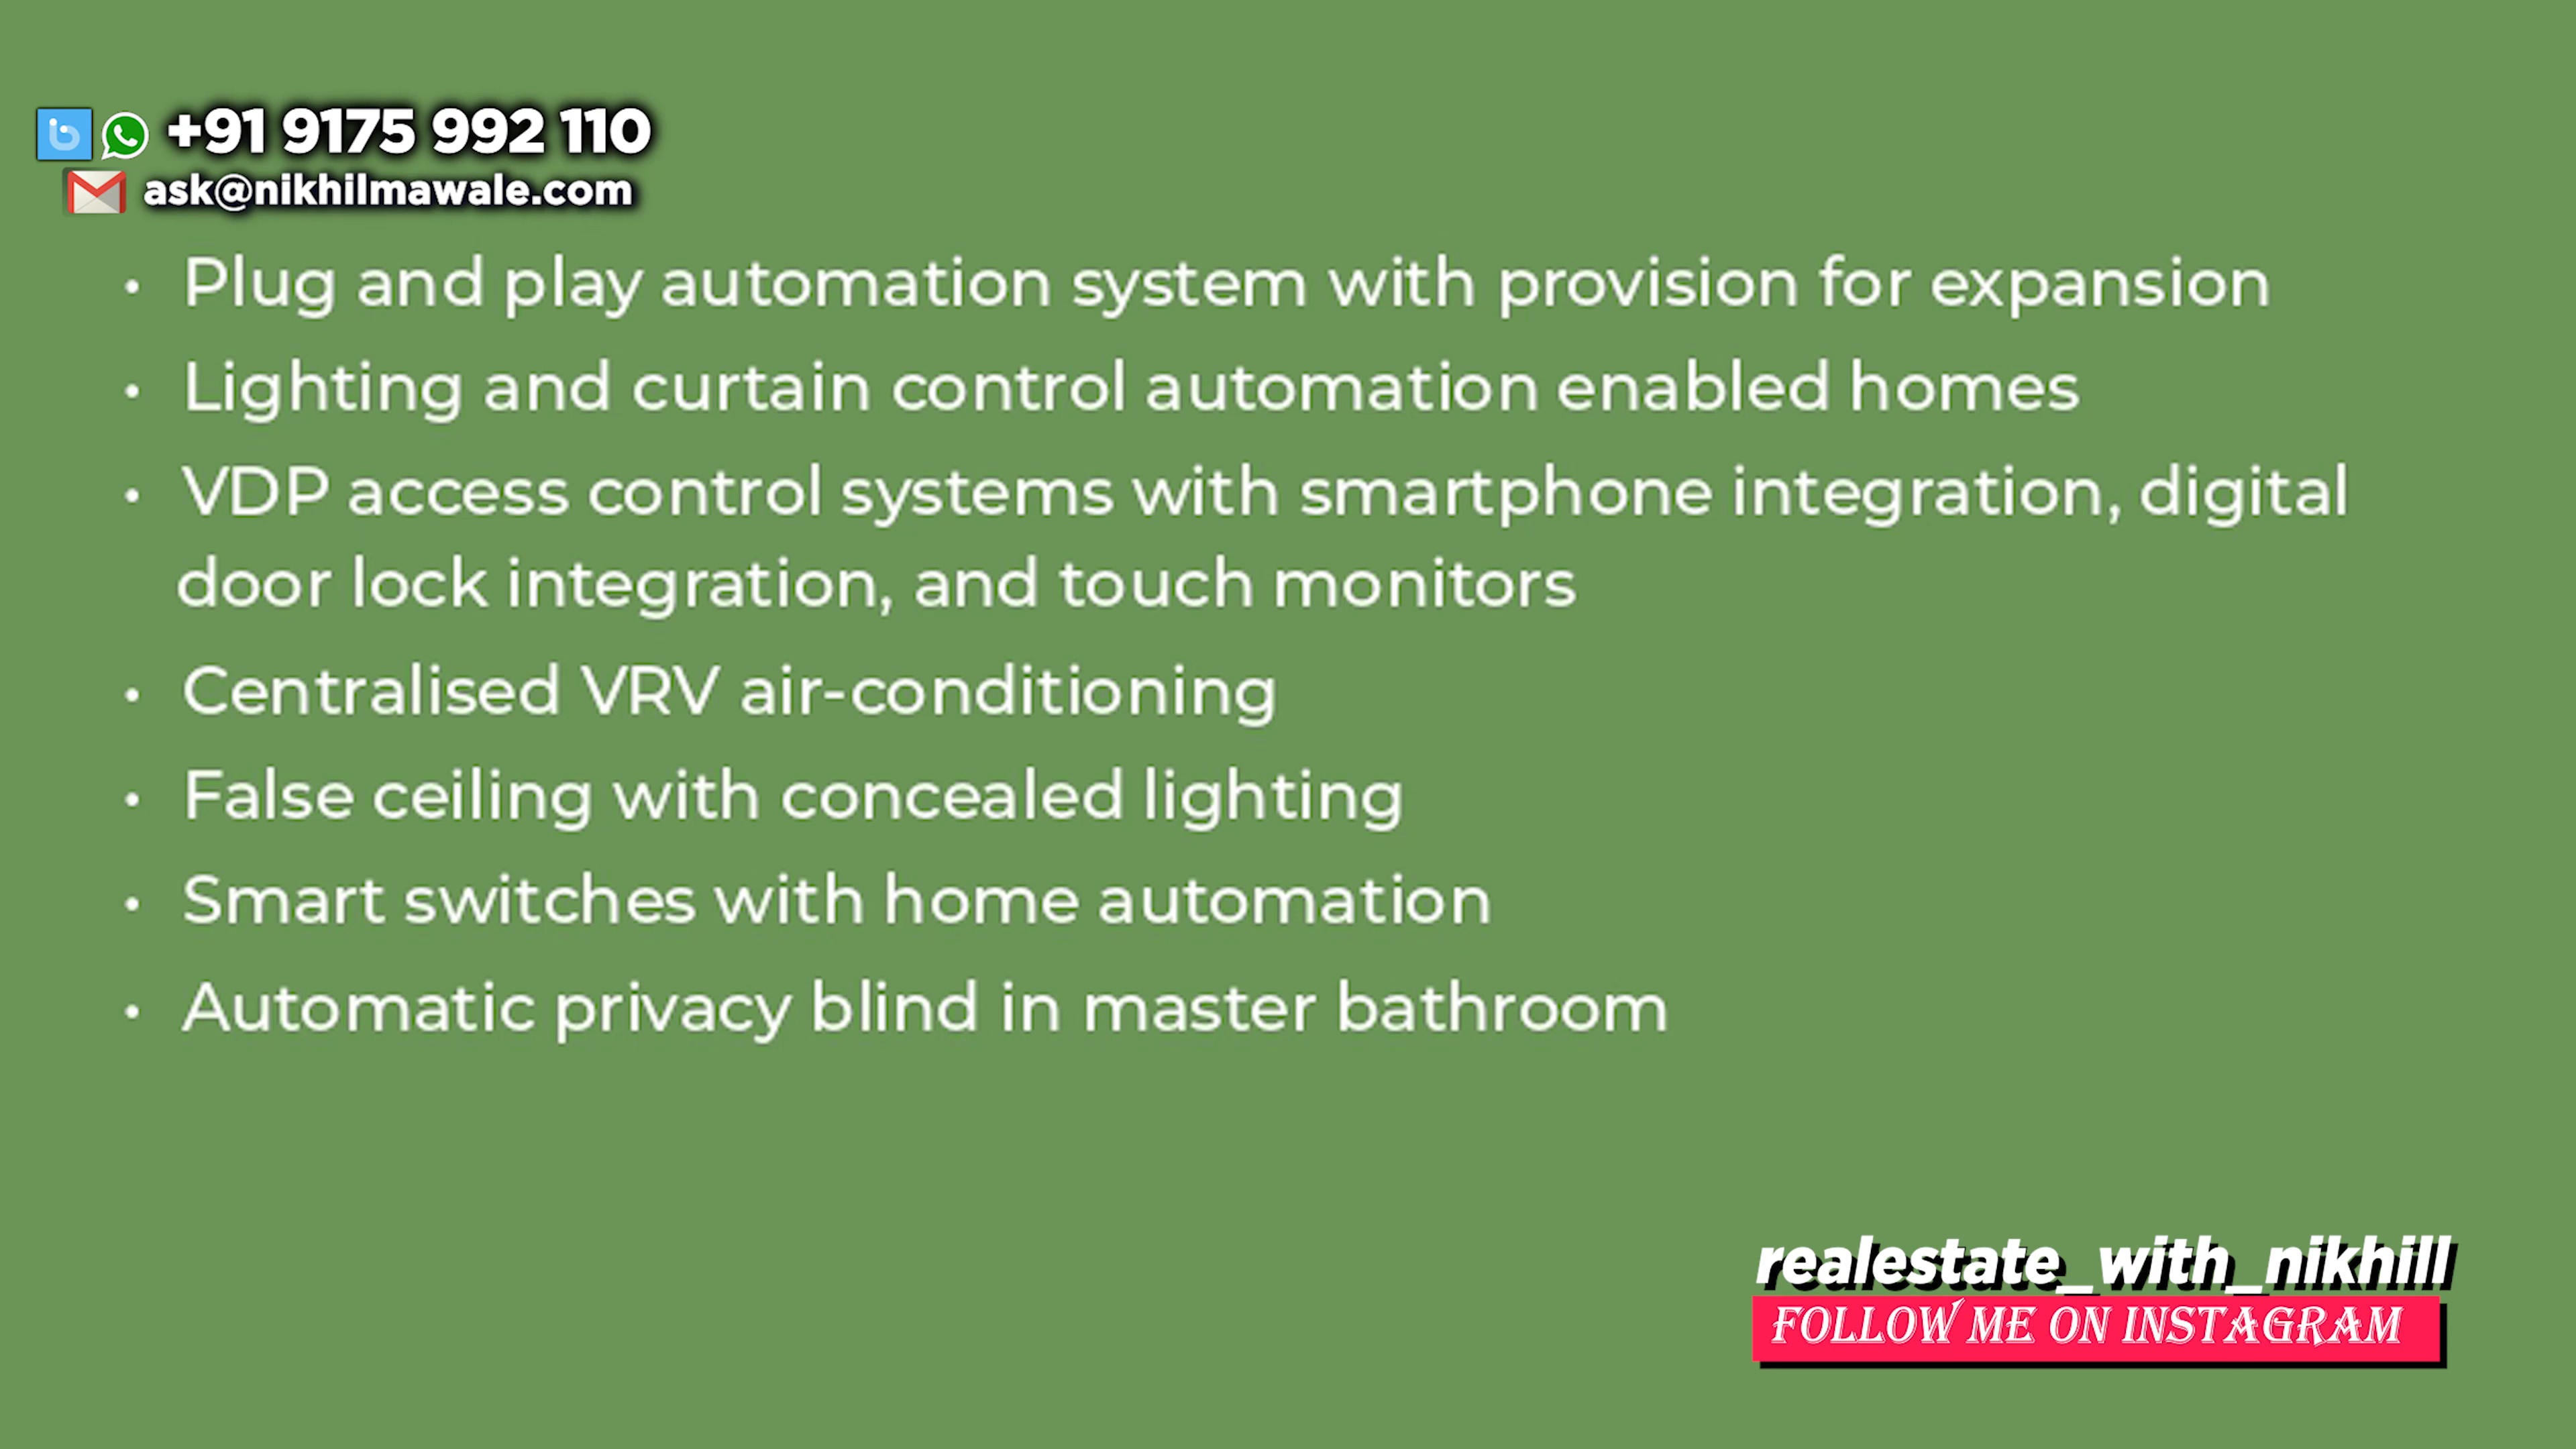 +91 9175 992 110
ask@nikhilmawale.com
• Plug and play automation system with provision for expansion
• Lighting and curtain control automation enabled homes
• VDP access control systems with smartphone integration, digital
door lock integration, and touch monitors
• Centralised VRV air-conditioning
• False ceiling with concealed lighting
• Smart switches with home automation
• Automatic privacy blind in master bathroom
realestate_with_nikhill
FOLLOW ME ON INSTAGRAM